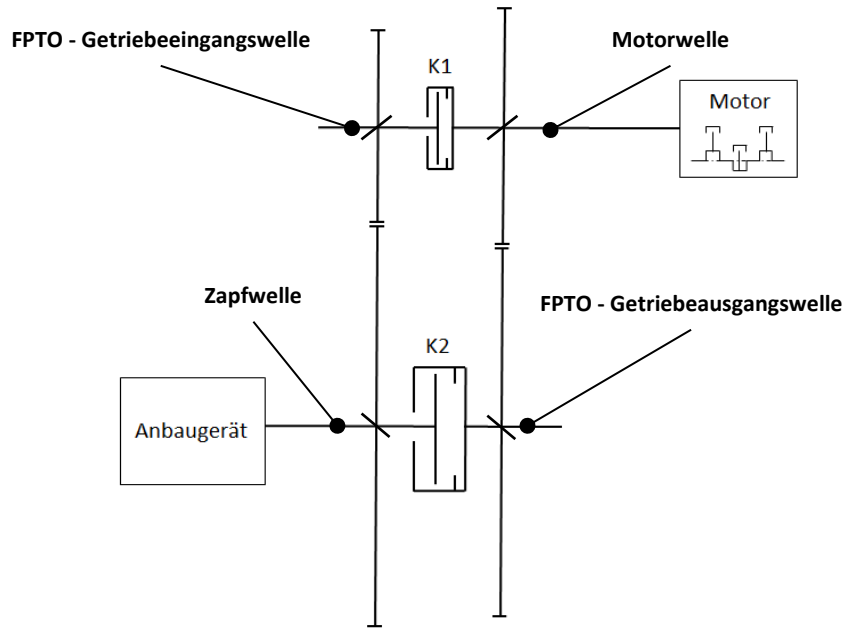 FPTO - Getriebeeingangswelle
K1
Motorwelle
Motor
Zapfwelle
FPTO - Getriebeausgangswelle
K2
Anbaugerät